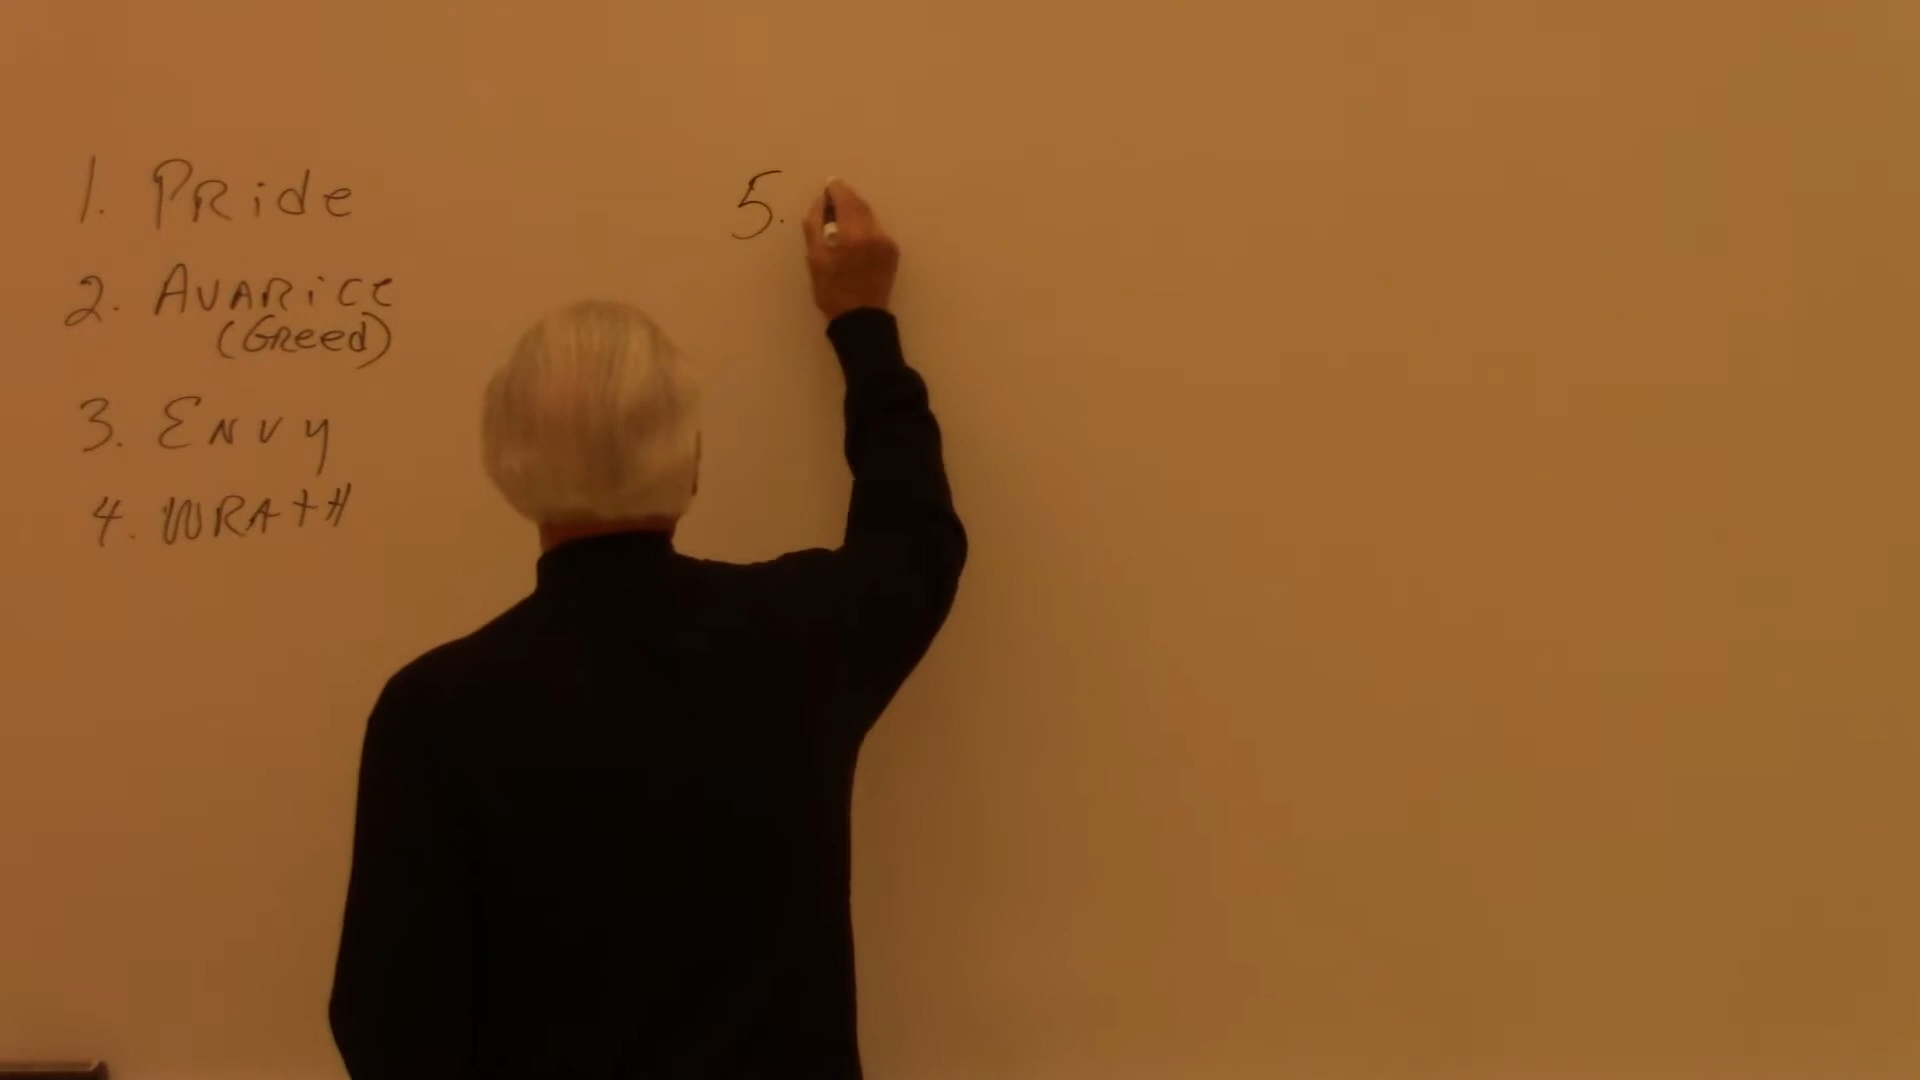 1. PRide
2. AVARiCe
(GReed)
3. ENVy
4. WRAtH
5.